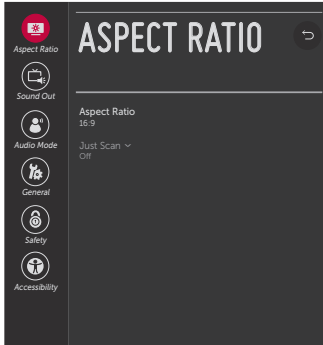 ASPECT RATIO
Aspect Ratio
Sound Out
Audio Mode
General
Safety
Accessibility
Aspect Ratio
16:9
Just Scan
Off